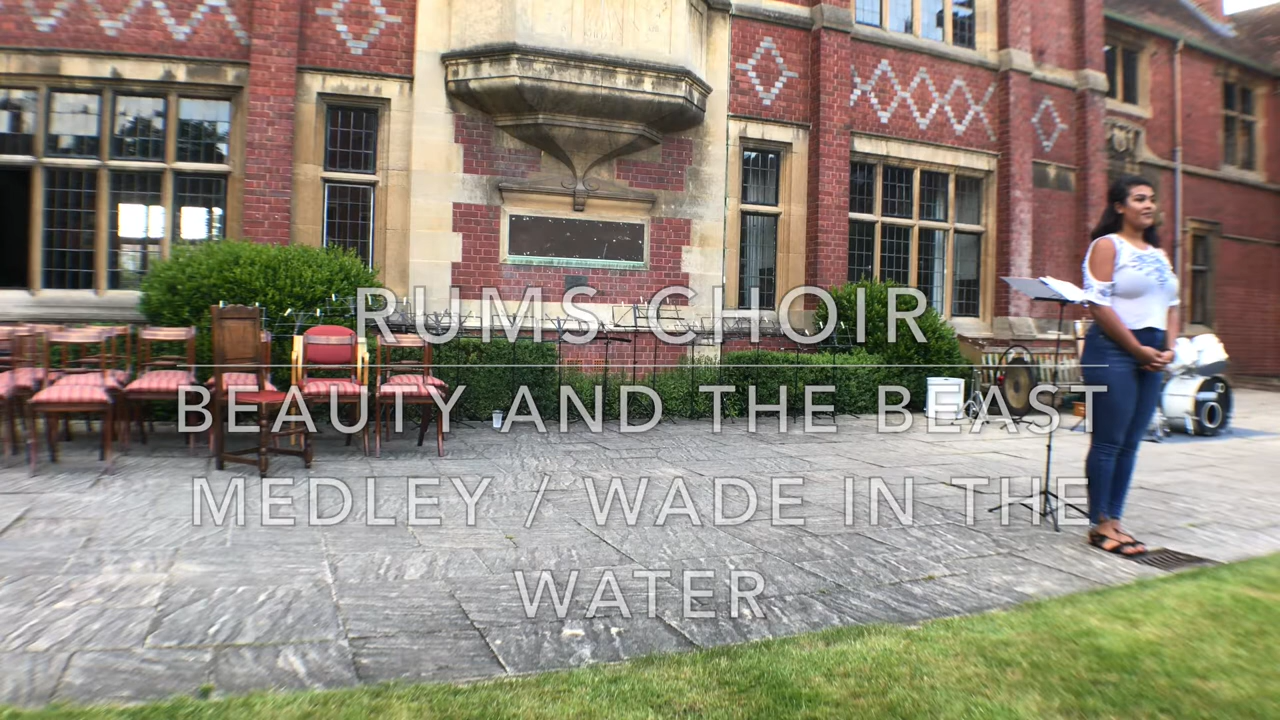 RUMS CHOIR
BEAUTY AND THE BEAST
MEDLEY / WADE IN THE
WATER